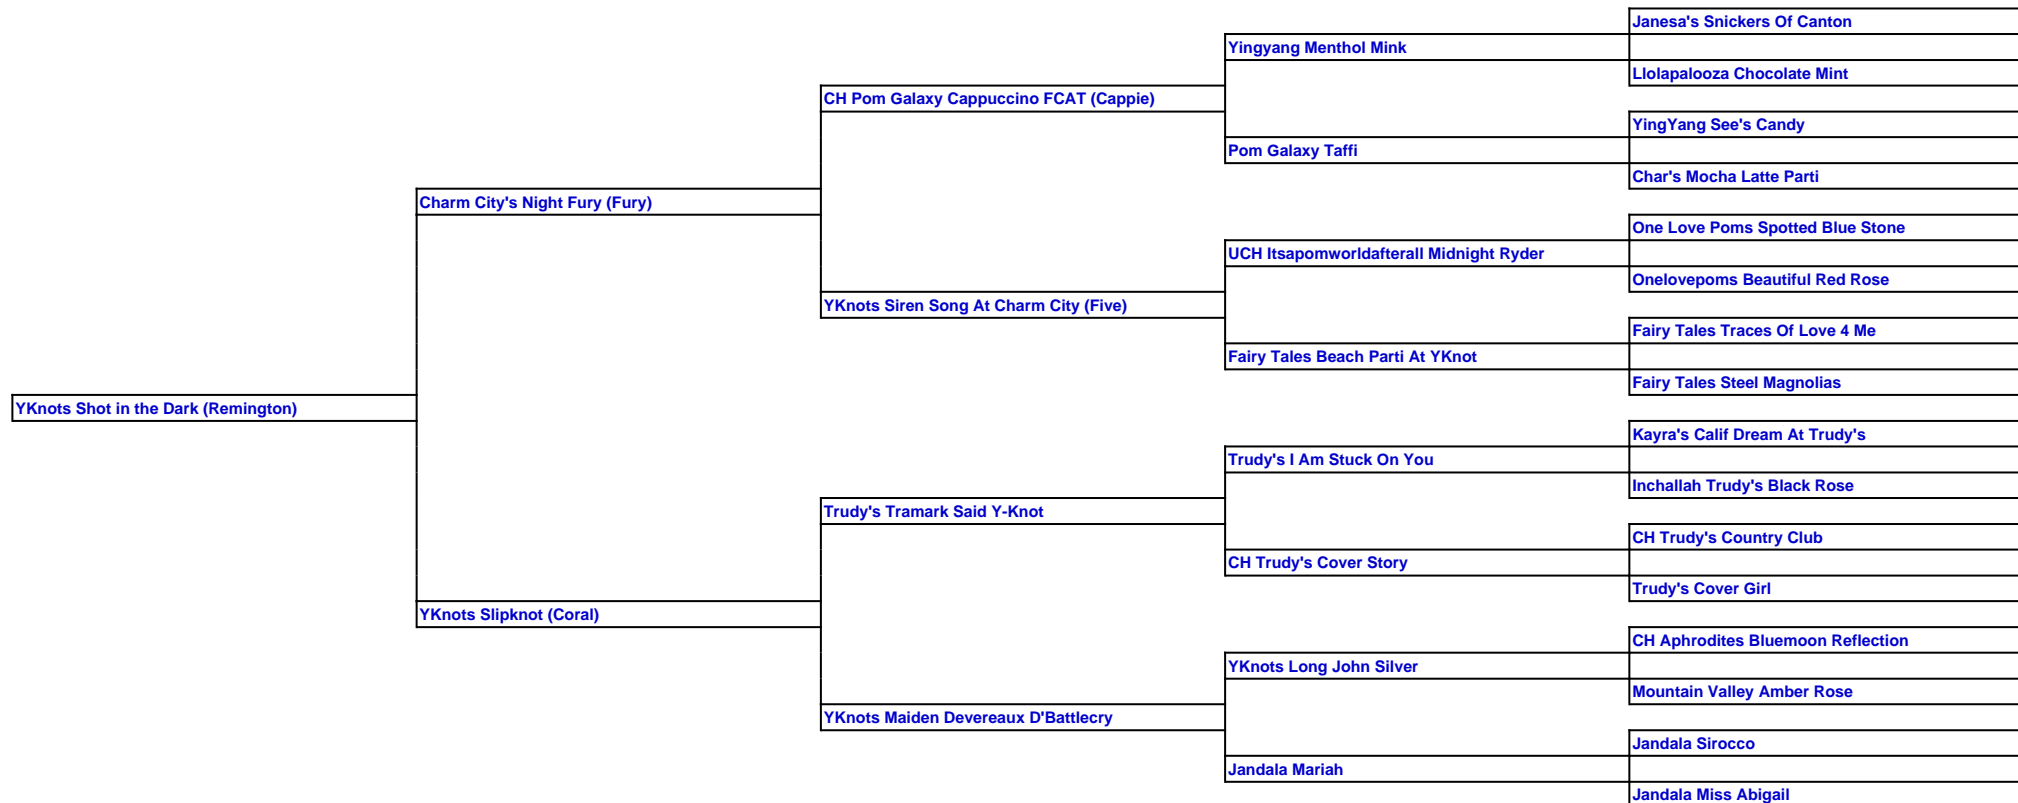 Janesa's Snickers Of Canton
Yingyang Menthol Mink
Llolapalooza Chocolate Mint
CH Pom Galaxy Cappuccino FCAT (Cappie)
YingYang See's Candy
Pom Galaxy Taffi
Char's Mocha Latte Parti
Charm City's Night Fury (Fury)
One Love Poms Spotted Blue Stone
UCH Itsapomworldafterall Midnight Ryder
Onelovepoms Beautiful Red Rose
YKnots Siren Song At Charm City (Five)
Fairy Tales Traces Of Love 4 Me
Fairy Tales Beach Parti At YKnot
Fairy Tales Steel Magnolias
YKnots Shot in the Dark (Remington)
Kayra's Calif Dream At Trudy's
Trudy's I Am Stuck On You
Inchallah Trudy's Black Rose
Trudy's Tramark Said Y-Knot
CH Trudy's Country Club
CH Trudy's Cover Story
Trudy's Cover Girl
YKnots Slipknot (Coral)
CH Aphrodites Bluemoon Reflection
YKnots Long John Silver
Mountain Valley Amber Rose
YKnots Maiden Devereaux D'Battlecry
Jandala Sirocco
Jandala Mariah
Jandala Miss Abigail